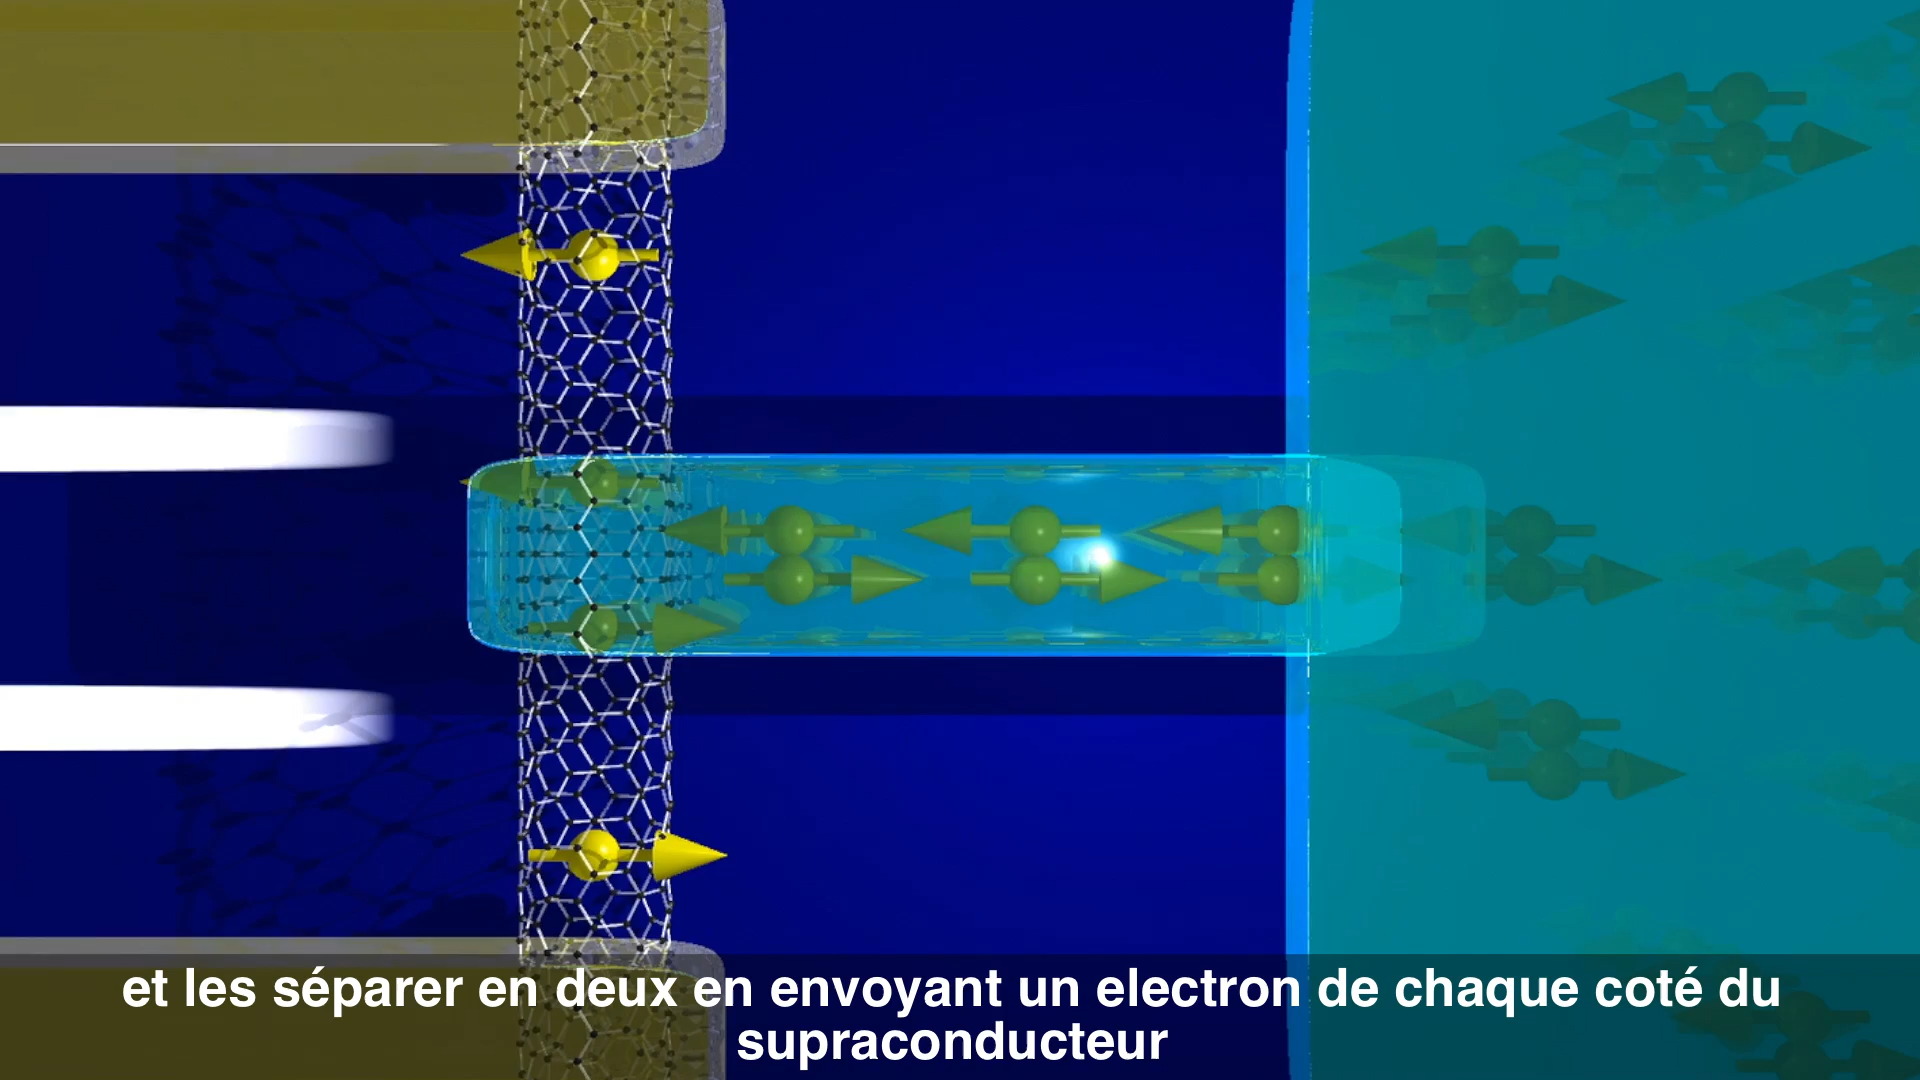 et les séparer en deux en envoyant un electron de chaque coté du
supraconducteur